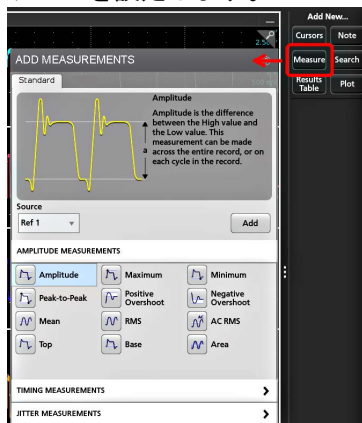 Add New...
Cursors Note
Measure Search
Results Table Plot
ADD MEASUREMENTS
Standard
Amplitude
Amplitude is the difference
between the High value and
the Low value. This
measurement can be made
a across the entire record, or on
each cycle in the record.
Source
Ref 1
Add
AMPLITUDE MEASUREMENTS
Amplitude Maximum Minimum
Peak-to-Peak Positive Overshoot Negative Overshoot
Mean RMS AC RMS
Top Base Area
TIMING MEASUREMENTS
JITTER MEASUREMENTS